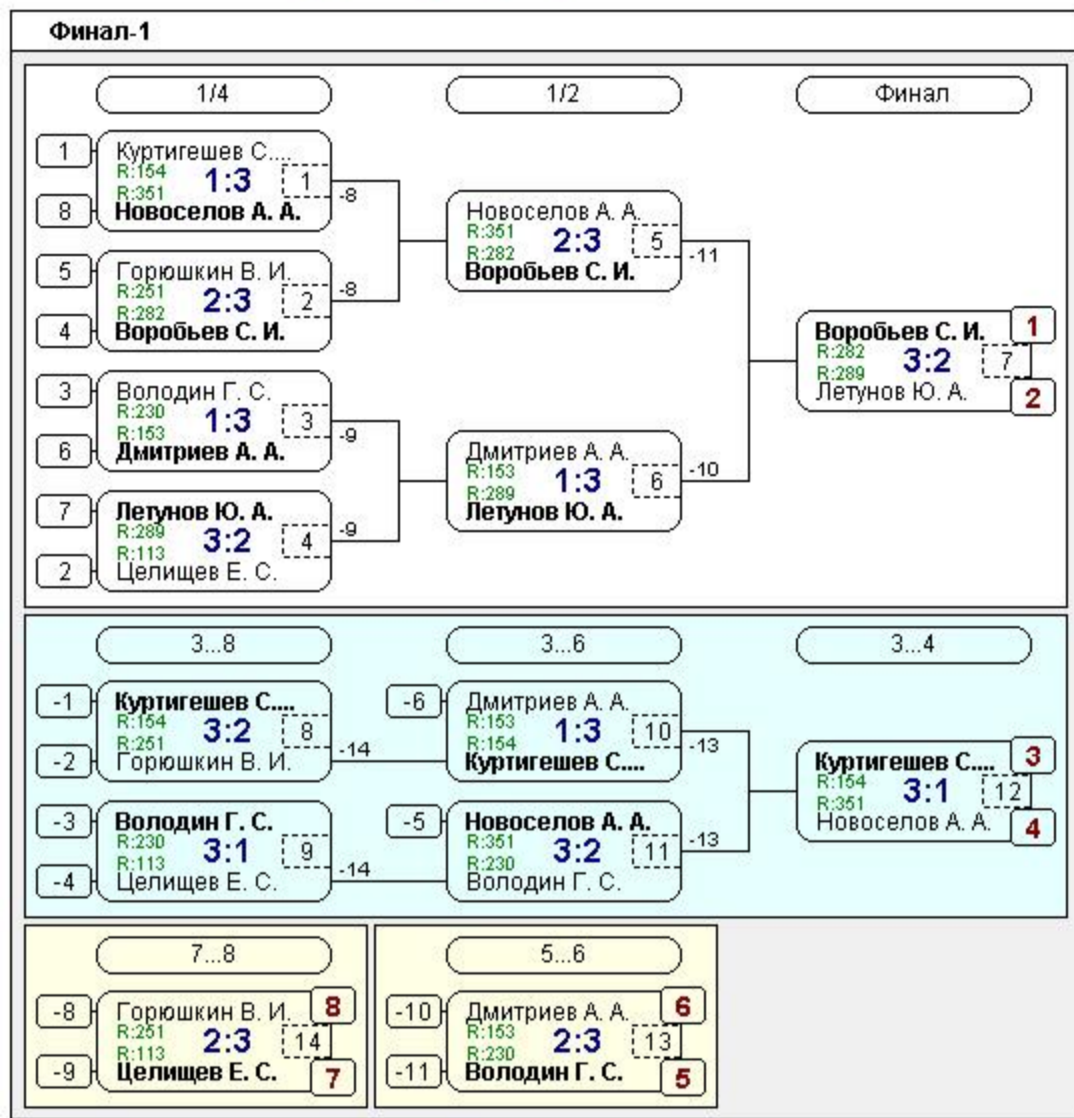 Финал-1
1/4 1/2 Финал
1 Куртигешев С....
R:154 1:3 1
R:351 -8
8 Новоселов А. А.
Новоселов А. А.
R:351 2:3 5
R:282 -11
Воробьев С. И.
5 Горюшкин В. И.
R:251 2:3 2 -8
R:282
4 Воробьев С. И.
Воробьев С. И. 1
R:282 3:2 7
R:289
Летунов Ю. А. 2
3 Володин Г. С.
R:230 1:3 3
R:153 -9
6 Дмитриев А. А.
Дмитриев А. А.
R:153 1:3 6 -10
R:289
Летунов Ю. А.
7 Летунов Ю. А.
R:289 3:2 4 -9
R:113
2 Целищев Е. С.
3...8 3...6 3...4
-1 Куртигешев С....
R:154 3:2 8
R:251 -14
-2 Горюшкин В. И.
-6 Дмитриев А. А.
R:153 1:3 10
R:154 -13
Куртигешев С....
Куртигешев С.... 3
R:154 3:1 12
R:351
Новоселов А. А. 4
-3 Володин Г. С.
R:230 3:1 9
R:113 -14
-4 Целищев Е. С.
-5 Новоселов А. А.
R:351 3:2 11 -13
R:230
Володин Г. С.
7...8
-8 Горюшкин В. И. 8
R:251 2:3 14
R:113
-9 Целищев Е. С. 7
5...6
-10 Дмитриев А. А. 6
R:153 2:3 13
R:230
-11 Володин Г. С. 5